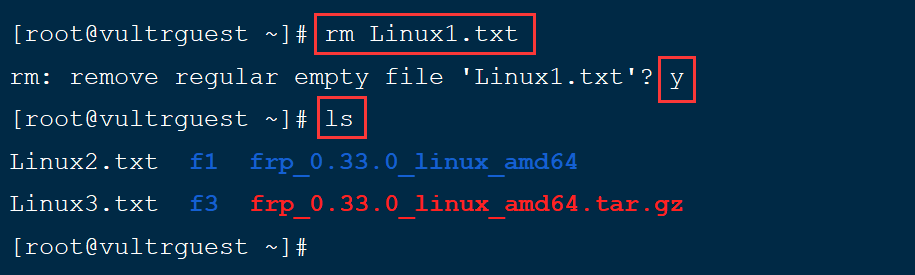 [root@vultrguest ~]# rm Linux1.txt
rm: remove regular empty file 'Linux1.txt'? y
[root@vultrguest ~]# ls
Linux2.txt  f1  frp_0.33.0_linux_amd64
Linux3.txt  f3  frp_0.33.0_linux_amd64.tar.gz
[root@vultrguest ~]#